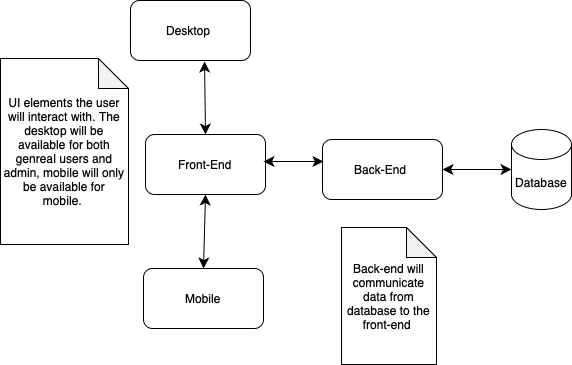 Desktop
UI elements the user
will interact with. The
desktop will be
available for both
genreal users and
admin, mobile will only
be available for
mobile.
Front-End
Back-End
Database
Mobile
Back-end will
communicate
data from
database to the
front-end